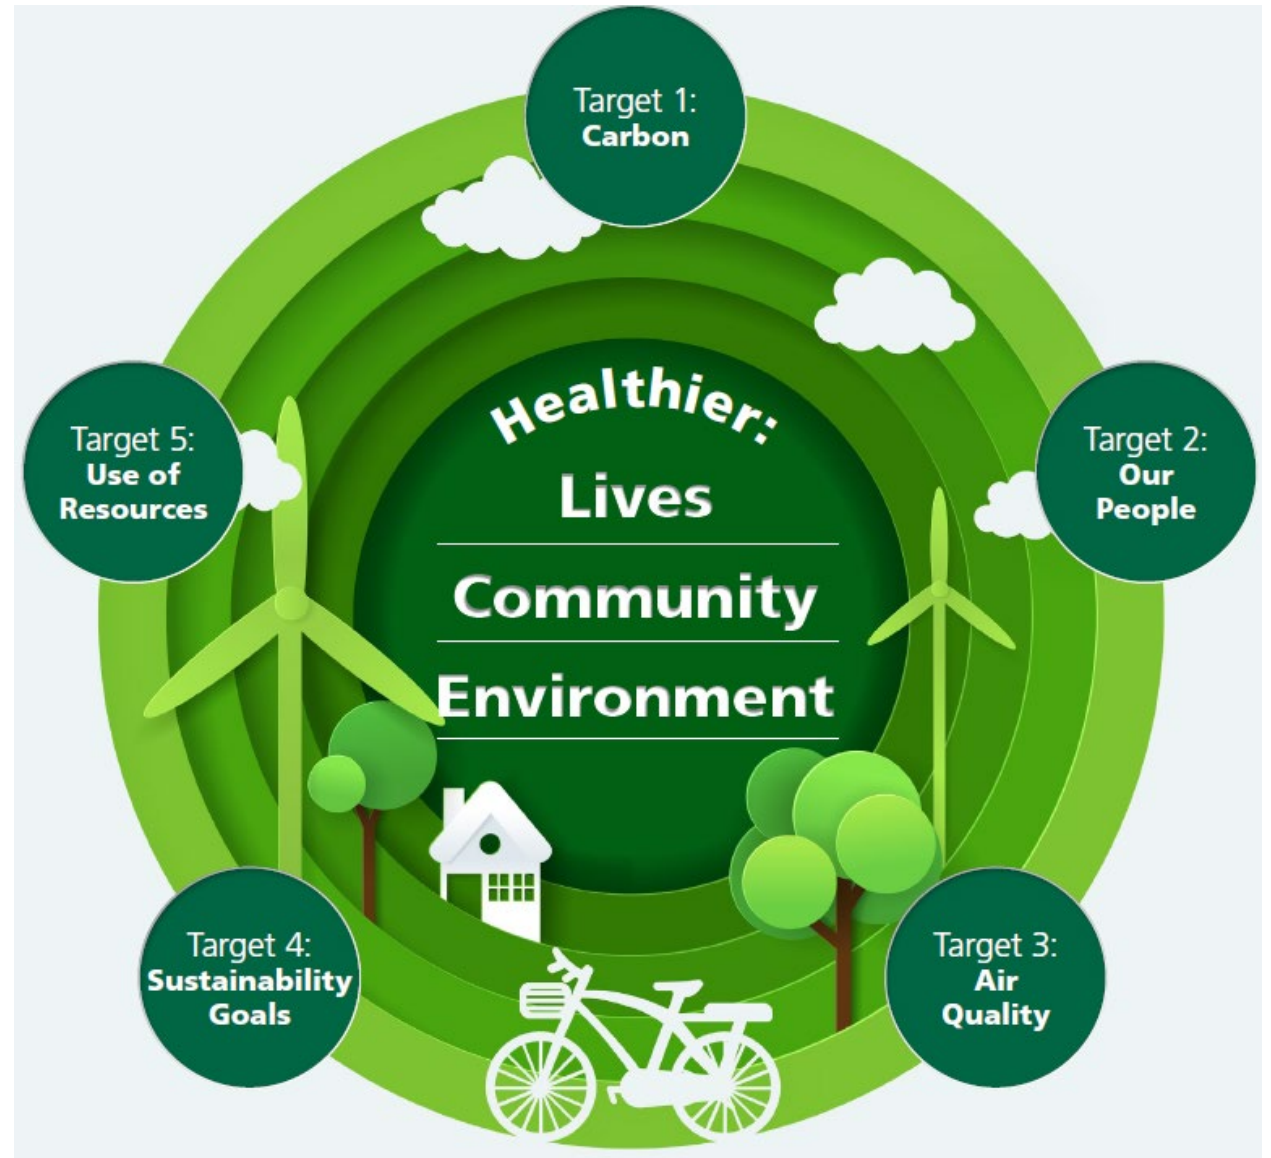 Target 1:
Carbon
Target 2:
Our
People
Target 3:
Air
Quality
Target 4:
Sustainability
Goals
Target 5:
Use of
Resources
Healthier:
Lives
Community
Environment